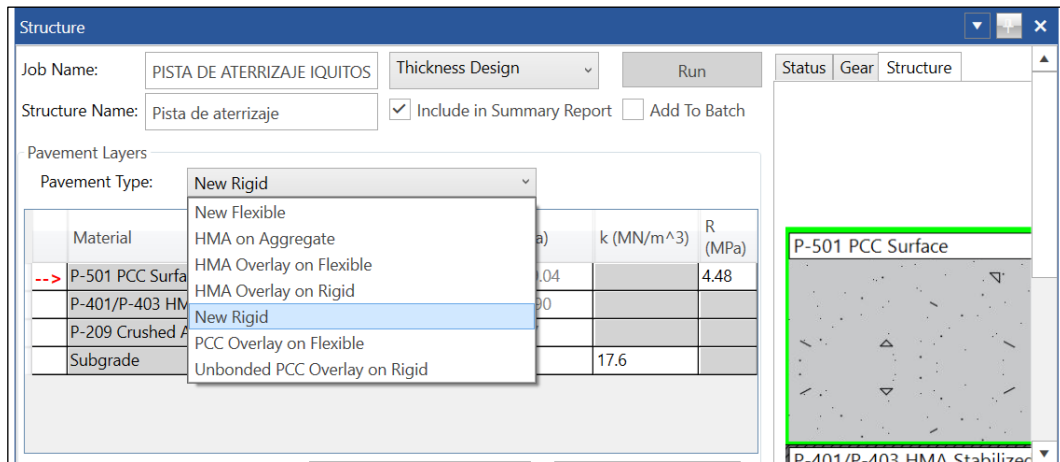 Structure
Job Name: PISTA DE ATERRIZAJE IQUITOS Thickness Design Run
Structure Name: Pista de aterrizaje Include in Summary Report Add To Batch
Status Gear Structure
Pavement Layers
Pavement Type: New Rigid
New Flexible
HMA on Aggregate
HMA Overlay on Flexible
HMA Overlay on Rigid
New Rigid
PCC Overlay on Flexible
Unbonded PCC Overlay on Rigid
Material a) k (MN/m^3) R (MPa)
--> P-501 PCC Surfa .04 4.48
P-401/P-403 HM 90
P-209 Crushed A
Subgrade 17.6
P-501 PCC Surface
P-401/P-403 HMA Stabilized